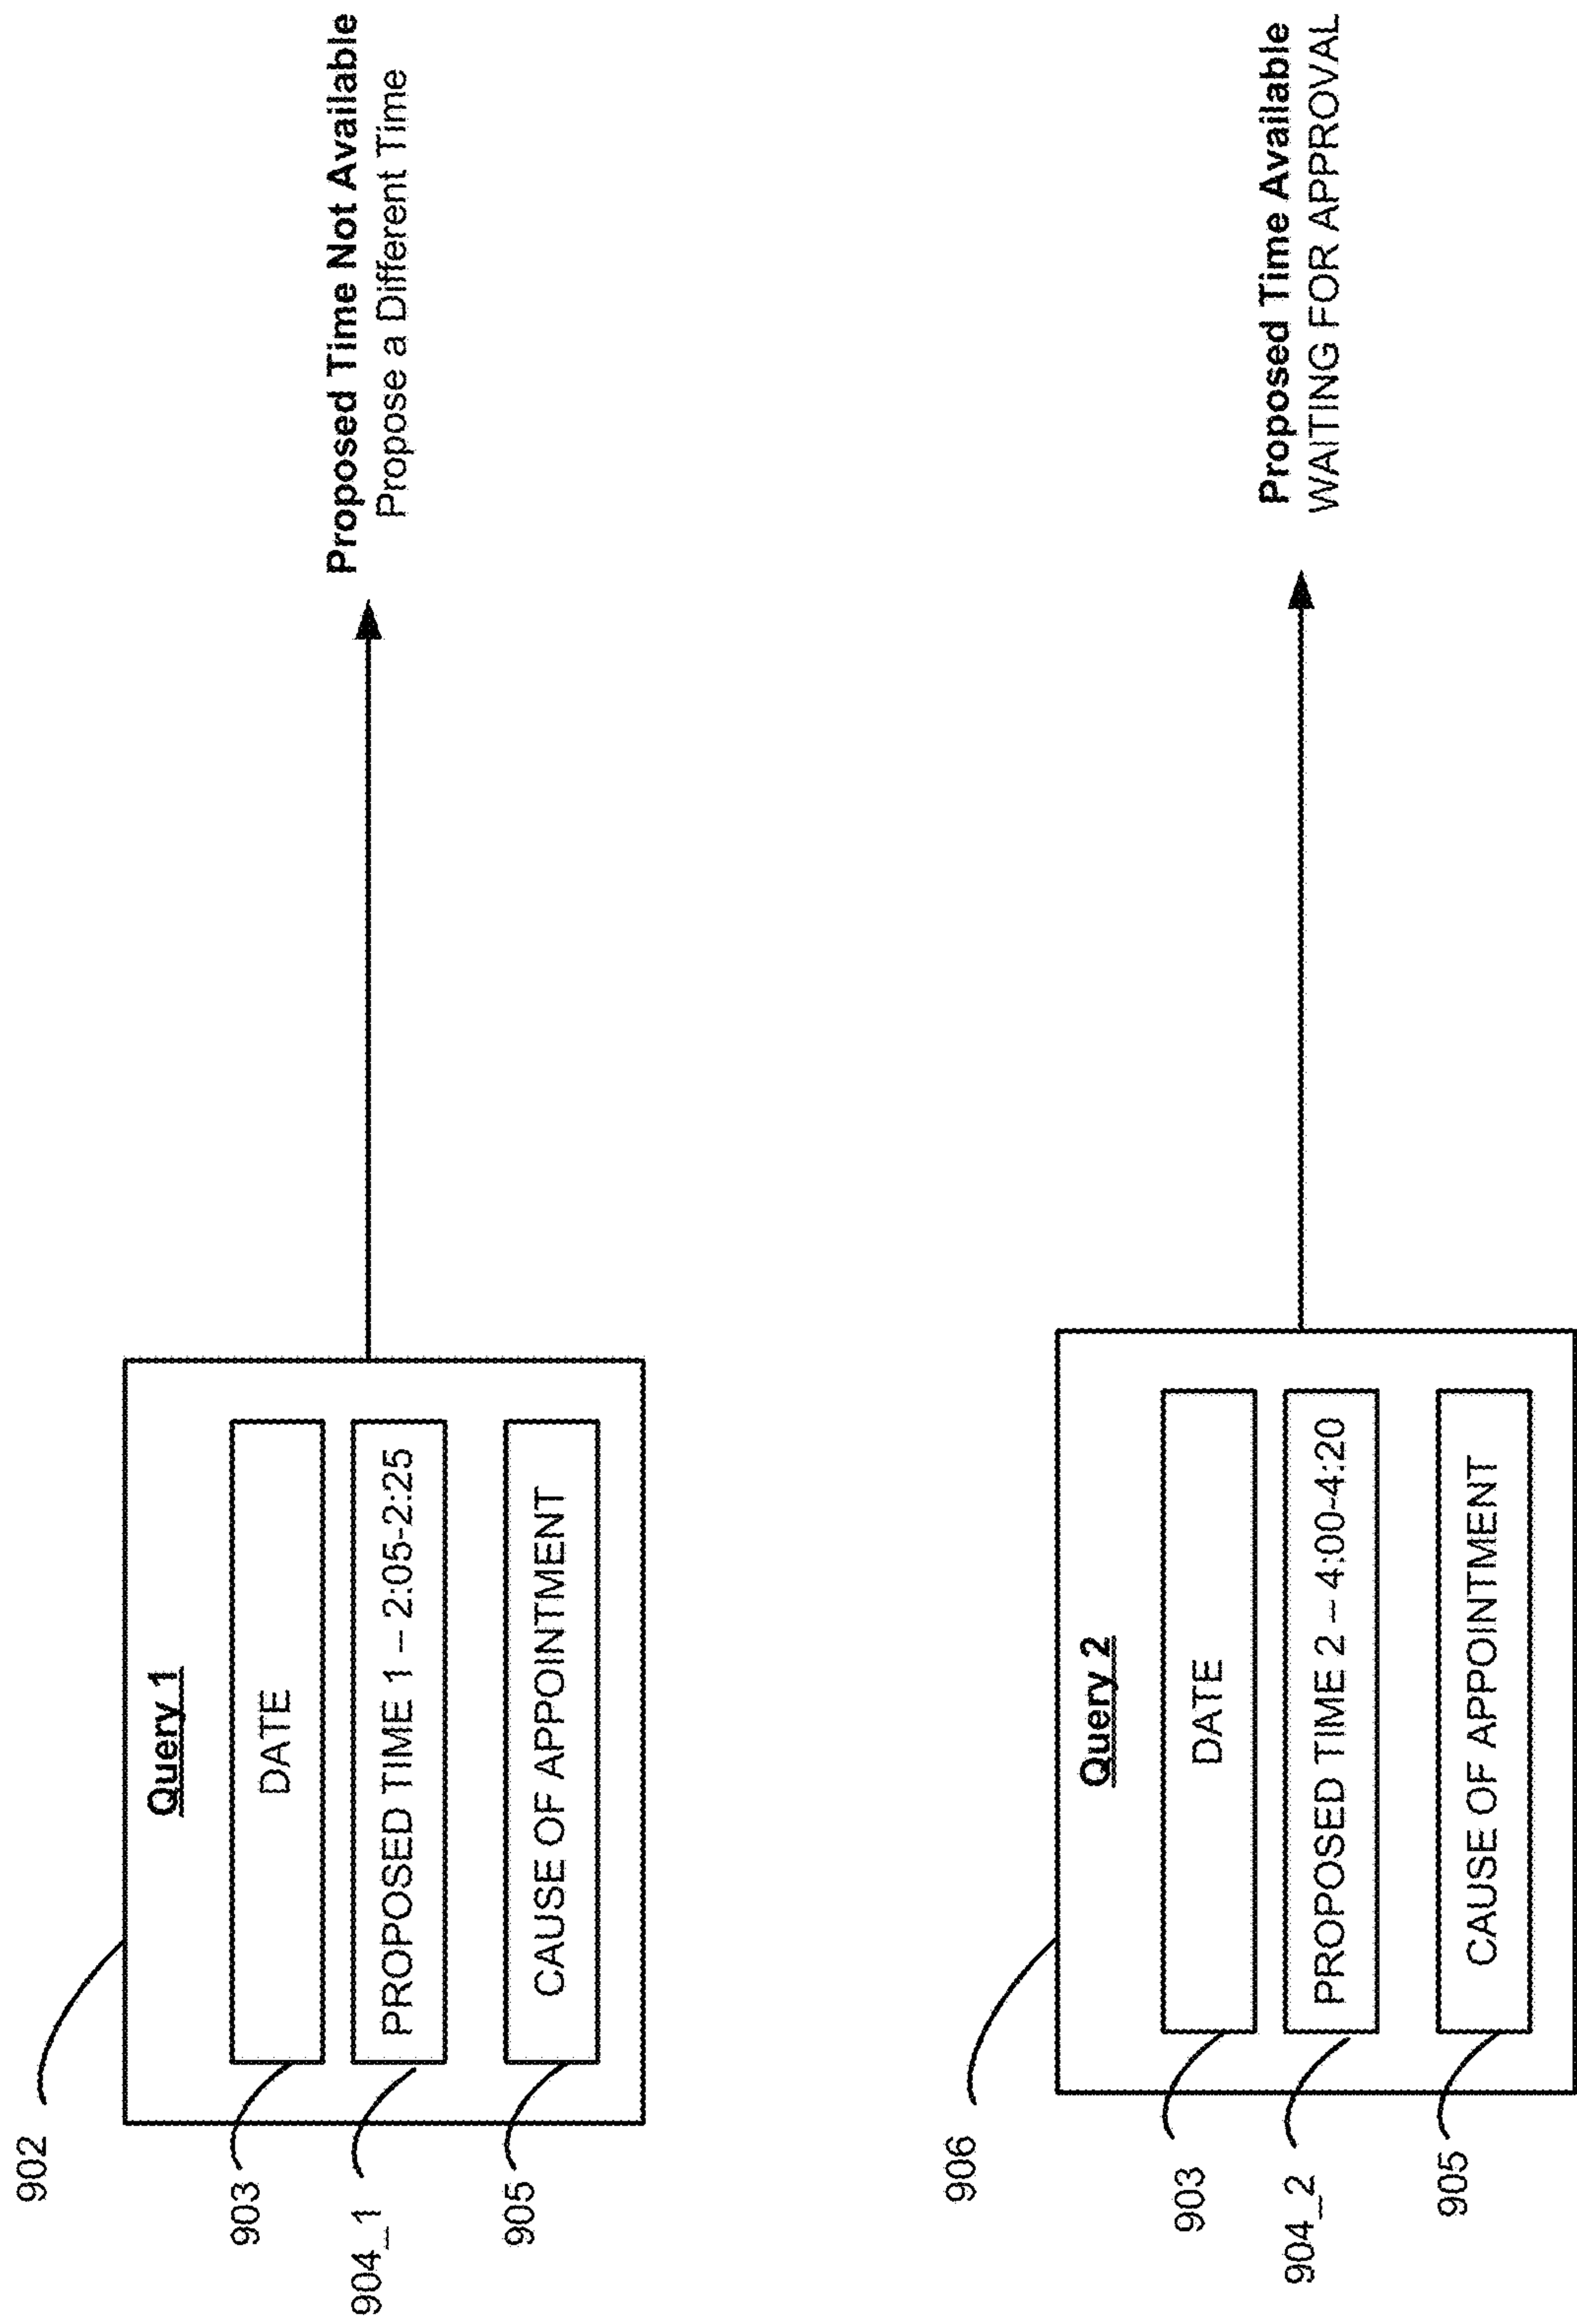 902
Query 1
903
DATE
904_1
PROPOSED TIME 1 – 2:05-2:25
905
CAUSE OF APPOINTMENT
Proposed Time Not Available
Propose a Different Time
906
Query 2
903
DATE
904_2
PROPOSED TIME 2 – 4:00-4:20
905
CAUSE OF APPOINTMENT
Proposed Time Available
WAITING FOR APPROVAL